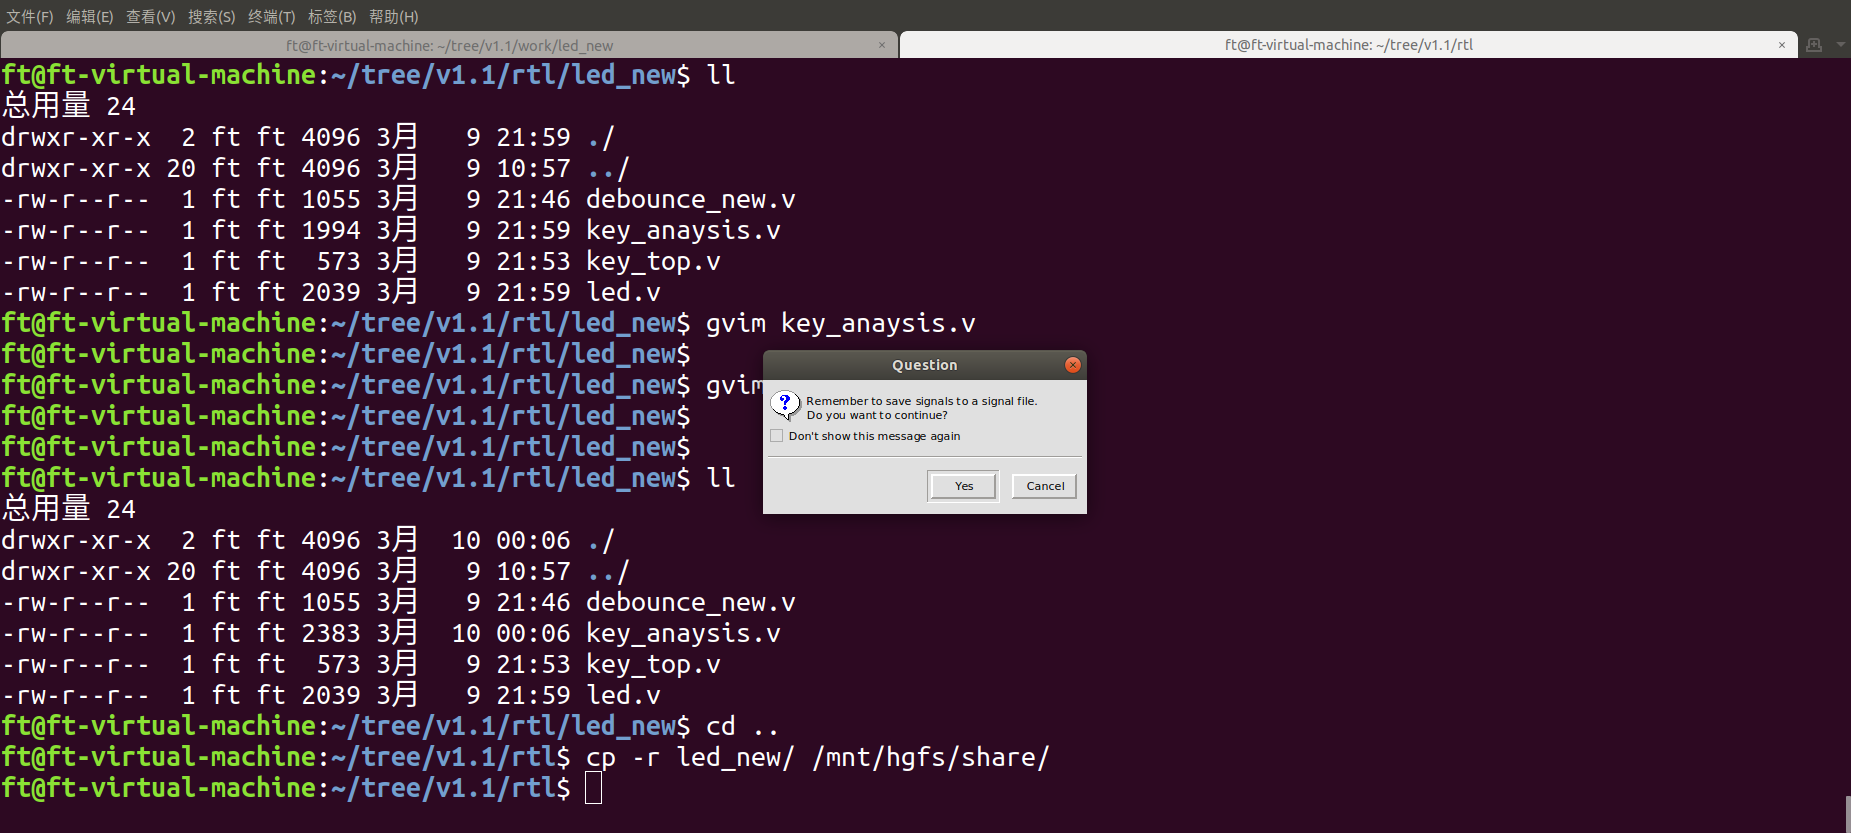 文件(F) 编辑(E) 查看(V) 搜索(S) 终端(T) 标签(B) 帮助(H)
ft@ft-virtual-machine: ~/tree/v1.1/work/led_new × ft@ft-virtual-machine: ~/tree/v1.1/rtl ×
ft@ft-virtual-machine:~/tree/v1.1/rtl/led_new$ ll
总用量 24
drwxr-xr-x  2 ft ft 4096 3月   9 21:59 ./
drwxr-xr-x 20 ft ft 4096 3月   9 10:57 ../
-rw-r--r--  1 ft ft 1055 3月   9 21:46 debounce_new.v
-rw-r--r--  1 ft ft 1994 3月   9 21:59 key_anaysis.v
-rw-r--r--  1 ft ft  573 3月   9 21:53 key_top.v
-rw-r--r--  1 ft ft 2039 3月   9 21:59 led.v
ft@ft-virtual-machine:~/tree/v1.1/rtl/led_new$ gvim key_anaysis.v
ft@ft-virtual-machine:~/tree/v1.1/rtl/led_new$
ft@ft-virtual-machine:~/tree/v1.1/rtl/led_new$ gvim
ft@ft-virtual-machine:~/tree/v1.1/rtl/led_new$
ft@ft-virtual-machine:~/tree/v1.1/rtl/led_new$
ft@ft-virtual-machine:~/tree/v1.1/rtl/led_new$ ll
总用量 24
drwxr-xr-x  2 ft ft 4096 3月  10 00:06 ./
drwxr-xr-x 20 ft ft 4096 3月   9 10:57 ../
-rw-r--r--  1 ft ft 1055 3月   9 21:46 debounce_new.v
-rw-r--r--  1 ft ft 2383 3月  10 00:06 key_anaysis.v
-rw-r--r--  1 ft ft  573 3月   9 21:53 key_top.v
-rw-r--r--  1 ft ft 2039 3月   9 21:59 led.v
ft@ft-virtual-machine:~/tree/v1.1/rtl/led_new$ cd ..
ft@ft-virtual-machine:~/tree/v1.1/rtl$ cp -r led_new/ /mnt/hgfs/share/
ft@ft-virtual-machine:~/tree/v1.1/rtl$
Question
Remember to save signals to a signal file.
Do you want to continue?
Don't show this message again
Yes Cancel